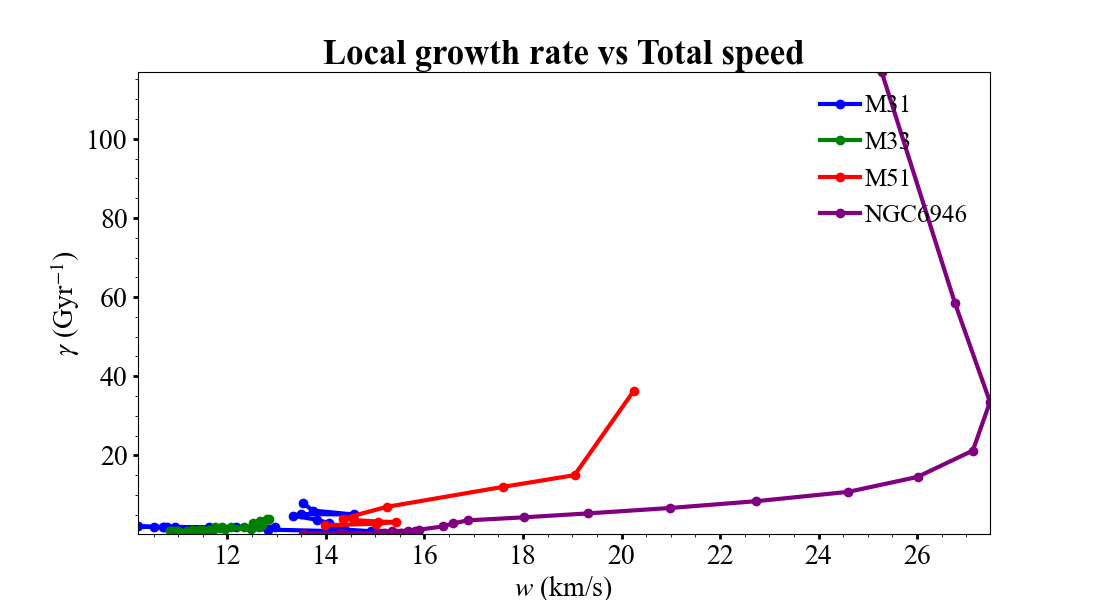 Local growth rate vs Total speed
M31
M33
M51
NGC6946
100
80
60
40
20
γ (Gyr⁻¹)
12 14 16 18 20 22 24 26
w (km/s)